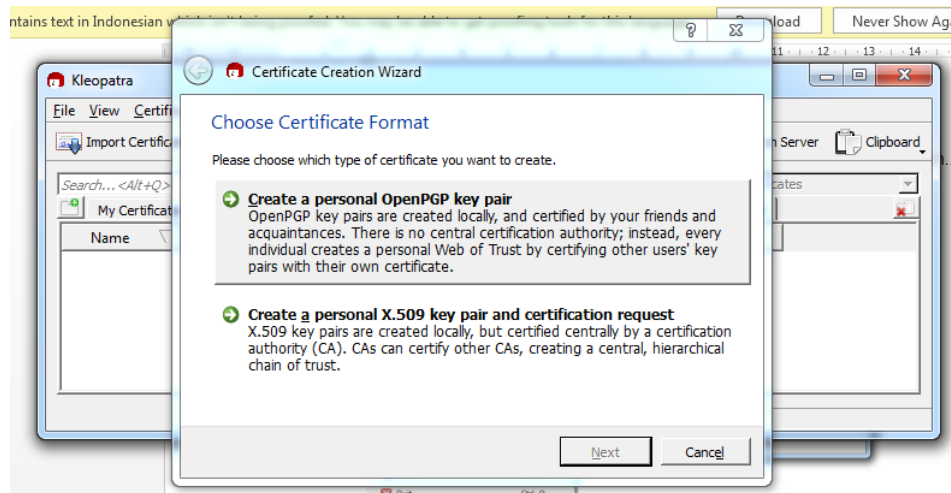 ntains text in Indonesian
load
Never Show Ag
11 12 13 14
Certificate Creation Wizard
Kleopatra
File View Certifi
Choose Certificate Format
Import Certific
n Server
Clipboard
Please choose which type of certificate you want to create.
Search...<Alt+Q>
cates
Create a personal OpenPGP key pair
OpenPGP key pairs are created locally, and certified by your friends and
acquaintances. There is no central certification authority; instead, every
individual creates a personal Web of Trust by certifying other users' key
pairs with their own certificate.
My Certificat
Name
Create a personal X.509 key pair and certification request
X.509 key pairs are created locally, but certified centrally by a certification
authority (CA). CAs can certify other CAs, creating a central, hierarchical
chain of trust.
Next
Cancel